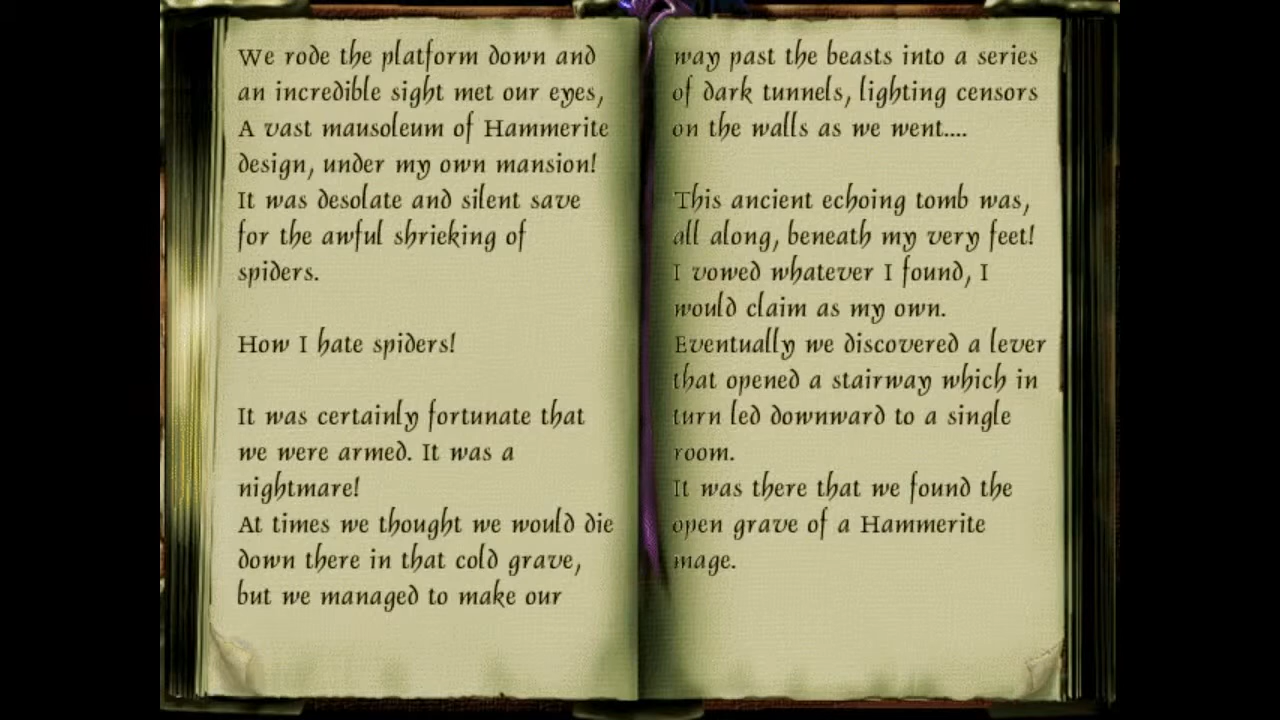 We rode the platform down and
an incredible sight met our eyes,
A vast mausoleum of Hammerite
design, under my own mansion!
It was desolate and silent save
for the awful shrieking of
spiders.
How I hate spiders!
It was certainly fortunate that
we were armed. It was a
nightmare!
At times we thought we would die
down there in that cold grave,
but we managed to make our
way past the beasts into a series
of dark tunnels, lighting censors
on the walls as we went....
This ancient echoing tomb was,
all along, beneath my very feet!
I vowed whatever I found, I
would claim as my own.
Eventually we discovered a lever
that opened a stairway which in
turn led downward to a single
room.
It was there that we found the
open grave of a Hammerite
mage.